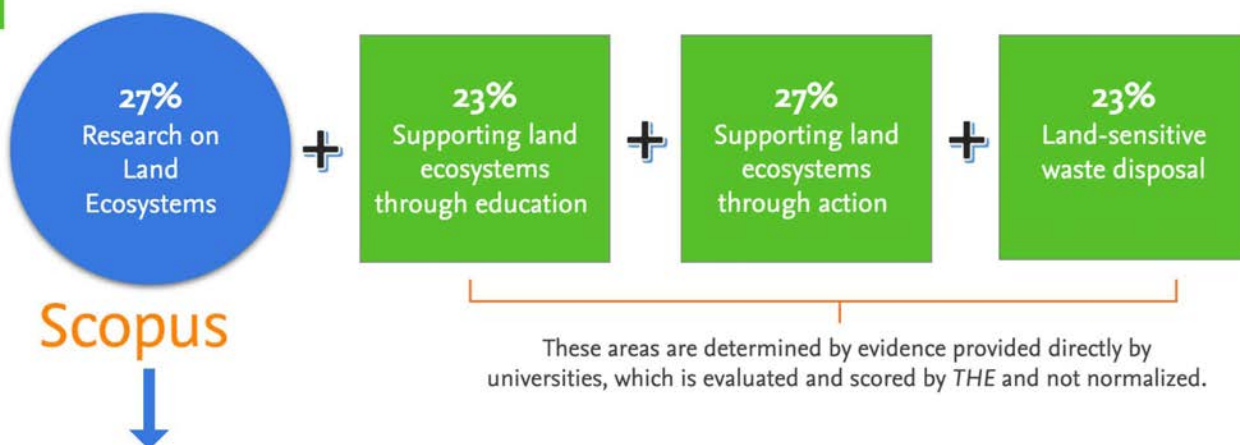 27%
Research on
Land
Ecosystems
+
23%
Supporting land
ecosystems
through education
+
27%
Supporting land
ecosystems
through action
+
23%
Land-sensitive
waste disposal
Scopus
These areas are determined by evidence provided directly by
universities, which is evaluated and scored by THE and not normalized.